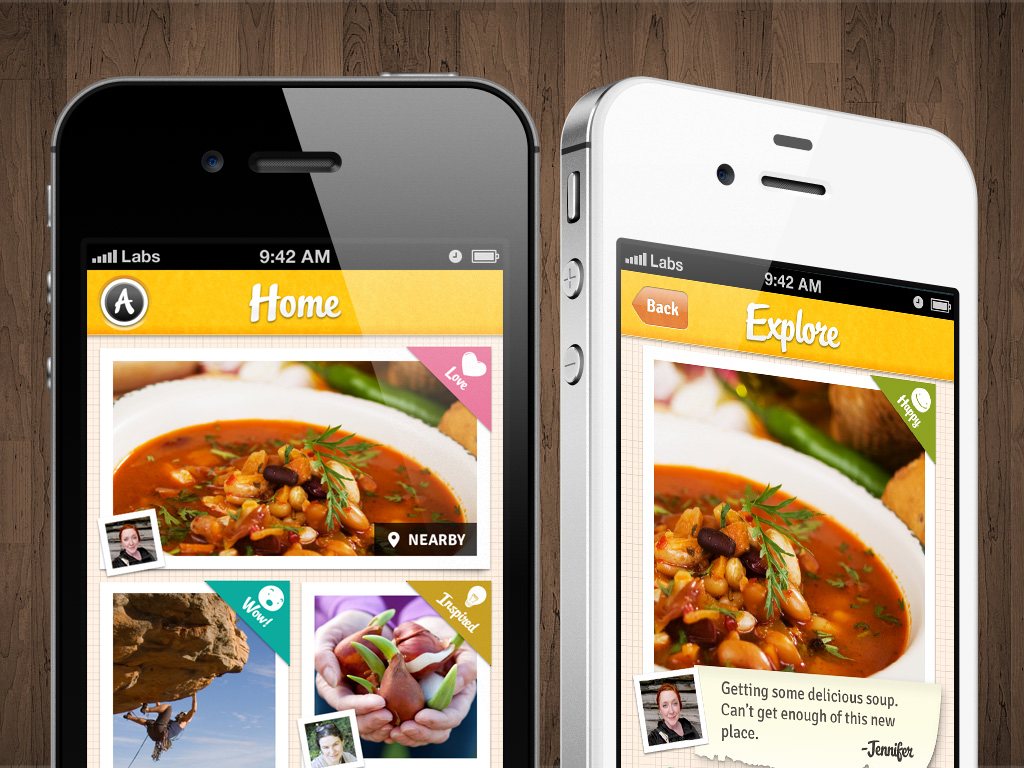 Labs
9:42 AM
A
Home
Love
NEARBY
Wow!
Inspired
Labs
9:42 AM
Back
Explore
Happy
Getting some delicious soup.
Can't get enough of this new
place.
-Jennifer